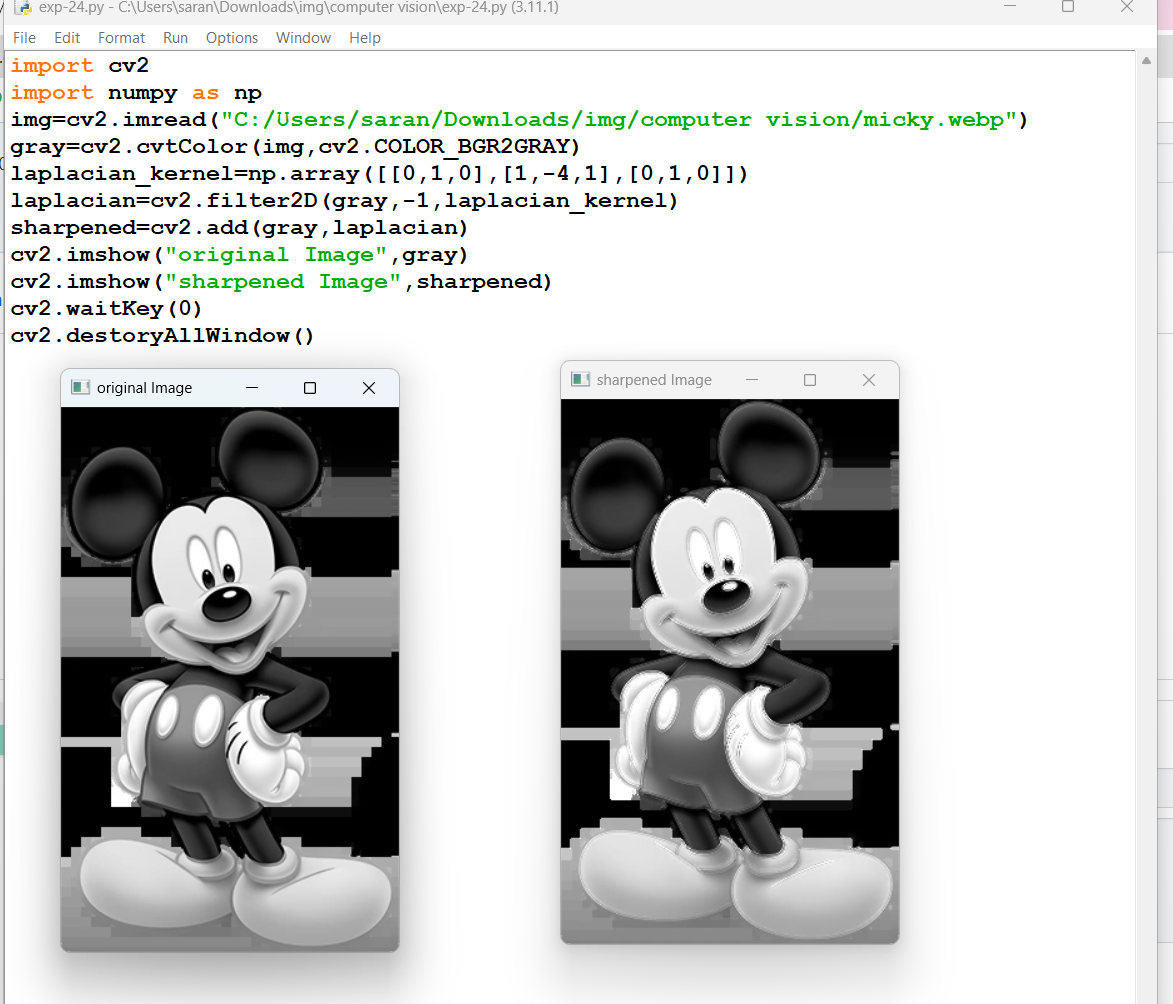 exp-24.py - C:\Users\saran\Downloads\img\computer vision\exp-24.py (3.11.1)
File Edit Format Run Options Window Help
import cv2
import numpy as np
img=cv2.imread("C:/Users/saran/Downloads/img/computer vision/micky.webp")
gray=cv2.cvtColor(img,cv2.COLOR_BGR2GRAY)
laplacian_kernel=np.array([[0,1,0],[1,-4,1],[0,1,0]])
laplacian=cv2.filter2D(gray,-1,laplacian_kernel)
sharpened=cv2.add(gray,laplacian)
cv2.imshow("original Image",gray)
cv2.imshow("sharpened Image",sharpened)
cv2.waitKey(0)
cv2.destoryAllWindow()
original Image
sharpened Image